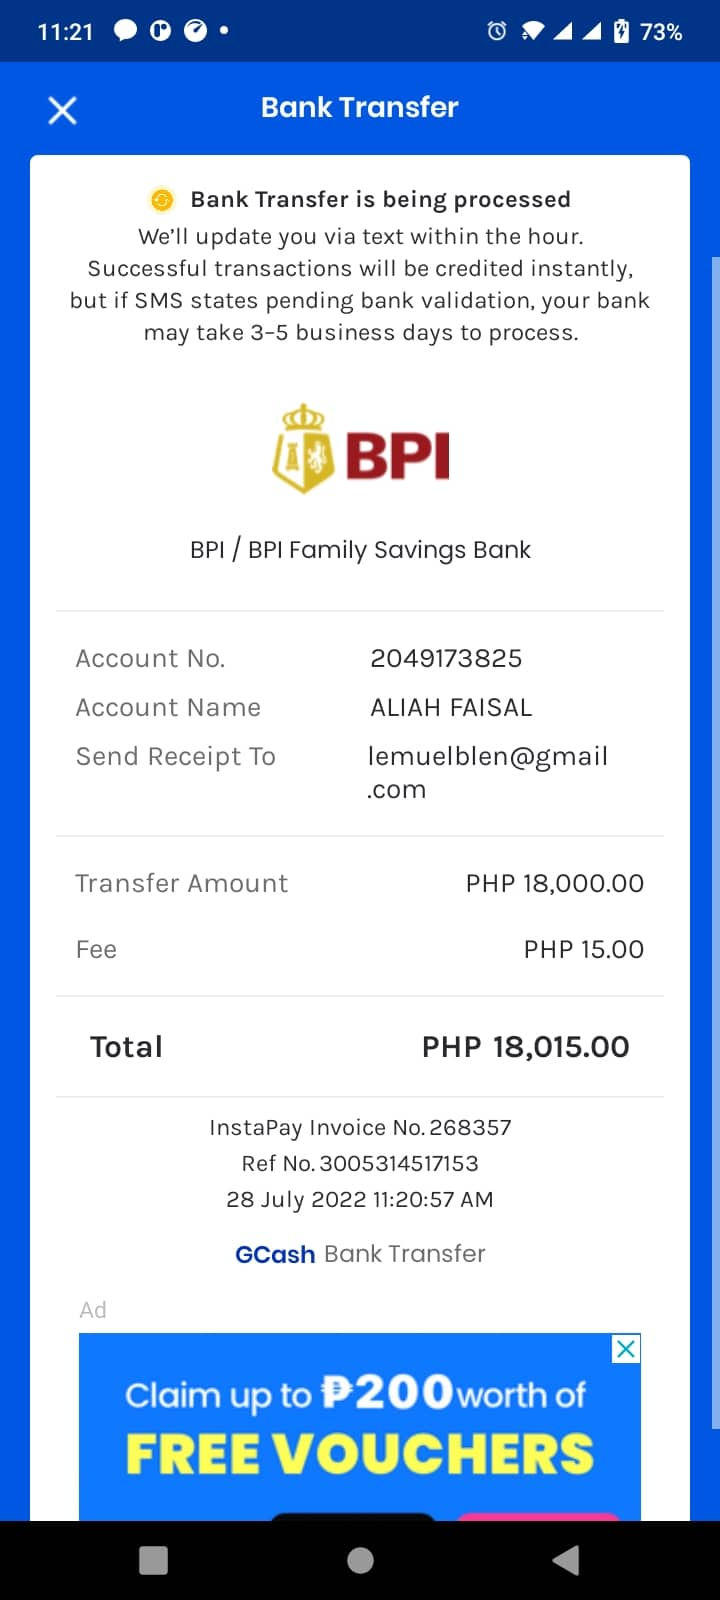 11:21
73%
Bank Transfer
Bank Transfer is being processed
We'll update you via text within the hour.
Successful transactions will be credited instantly,
but if SMS states pending bank validation, your bank
may take 3-5 business days to process.
BPI
BPI / BPI Family Savings Bank
Account No. 2049173825
Account Name ALIAH FAISAL
Send Receipt To lemuelblen@gmail
.com
Transfer Amount PHP 18,000.00
Fee PHP 15.00
Total PHP 18,015.00
InstaPay Invoice No. 268357
Ref No. 3005314517153
28 July 2022 11:20:57 AM
GCash Bank Transfer
Ad
Claim up to ₱200 worth of
FREE VOUCHERS